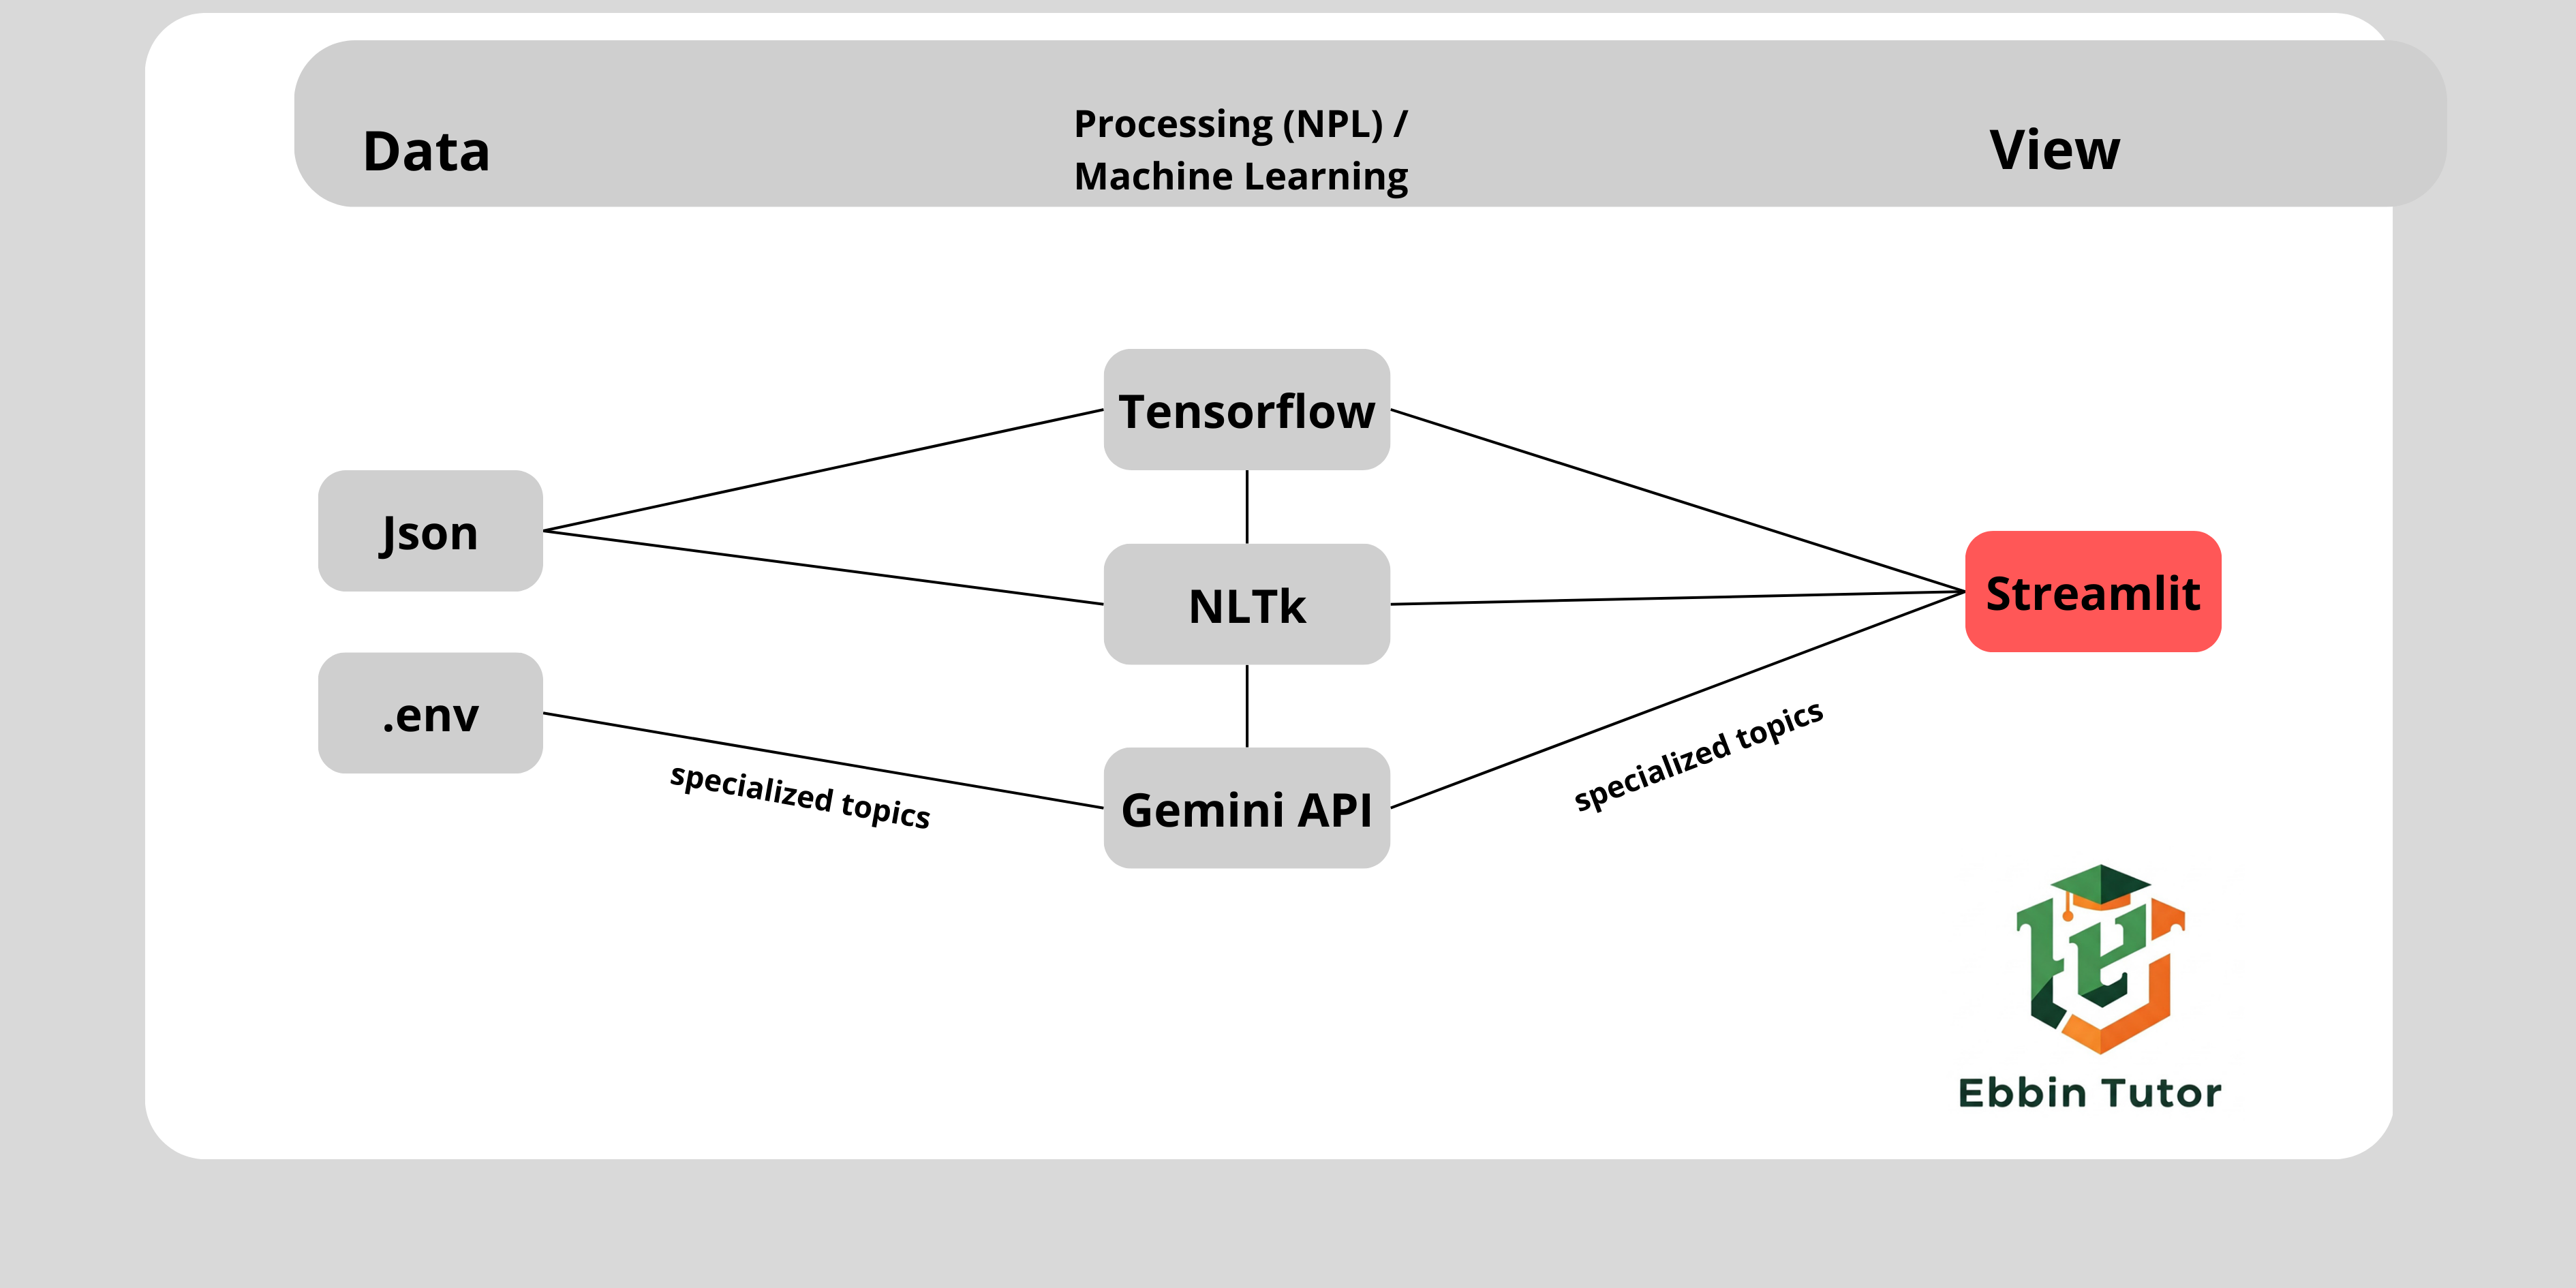 Data
Processing (NPL) /
Machine Learning
View
Tensorflow
Json
NLTk
Streamlit
.env
specialized topics
Gemini API
specialized topics
Ebbin Tutor